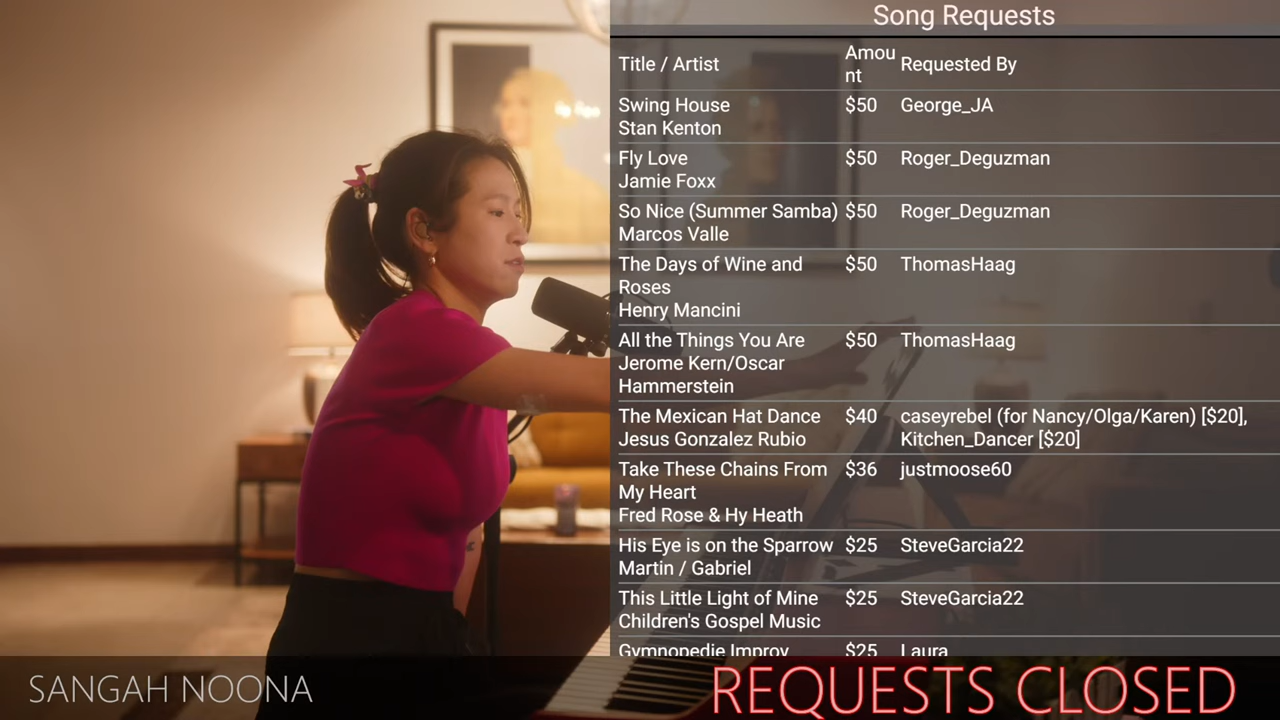 Song Requests
Title / Artist
Amou
nt
Requested By
Swing House
Stan Kenton
$50
George_JA
Fly Love
Jamie Foxx
$50
Roger_Deguzman
So Nice (Summer Samba)
Marcos Valle
$50
Roger_Deguzman
The Days of Wine and
Roses
Henry Mancini
$50
ThomasHaag
All the Things You Are
Jerome Kern/Oscar
Hammerstein
$50
ThomasHaag
The Mexican Hat Dance
Jesus Gonzalez Rubio
$40
caseyrebel (for Nancy/Olga/Karen) [$20],
Kitchen_Dancer [$20]
Take These Chains From
My Heart
Fred Rose & Hy Heath
$36
justmoose60
His Eye is on the Sparrow
Martin / Gabriel
$25
SteveGarcia22
This Little Light of Mine
Children's Gospel Music
$25
SteveGarcia22
Gymnopedie Improv
$25
Laura
SANGAH NOONA
REQUESTS CLOSED